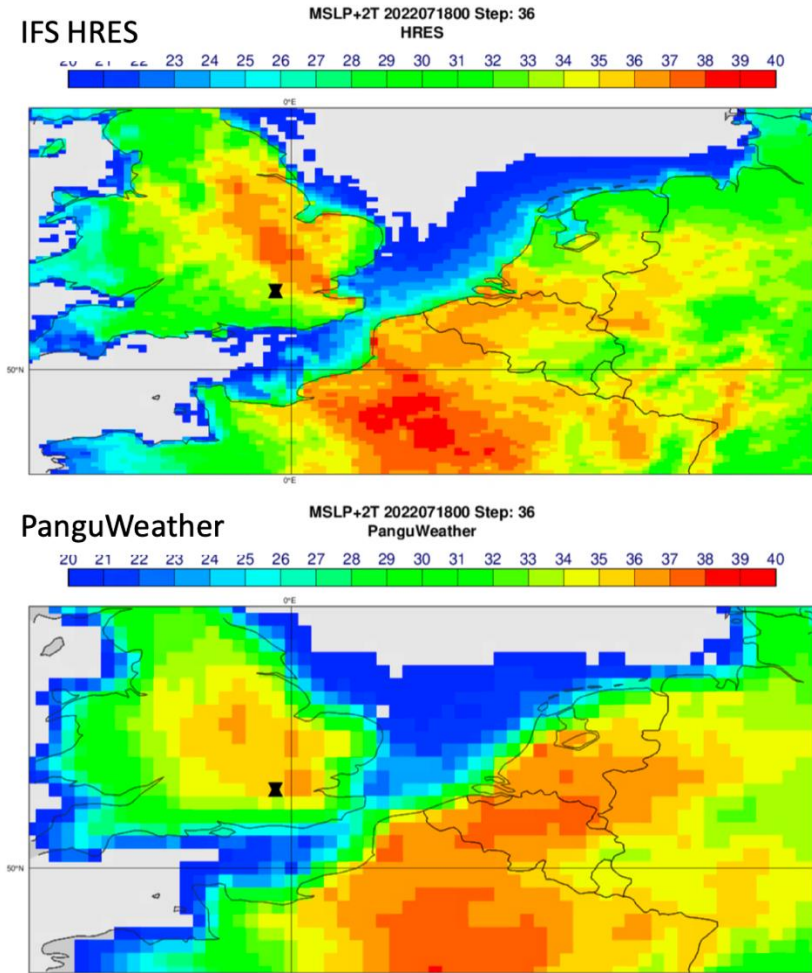 IFS HRES
MSLP+2T 2022071800 Step: 36
HRES
20 21 22 23 24 25 26 27 28 29 30 31 32 33 34 35 36 37 38 39 40
0°E
50°N
0°E
PanguWeather
MSLP+2T 2022071800 Step: 36
PanguWeather
20 21 22 23 24 25 26 27 28 29 30 31 32 33 34 35 36 37 38 39 40
0°E
50°N